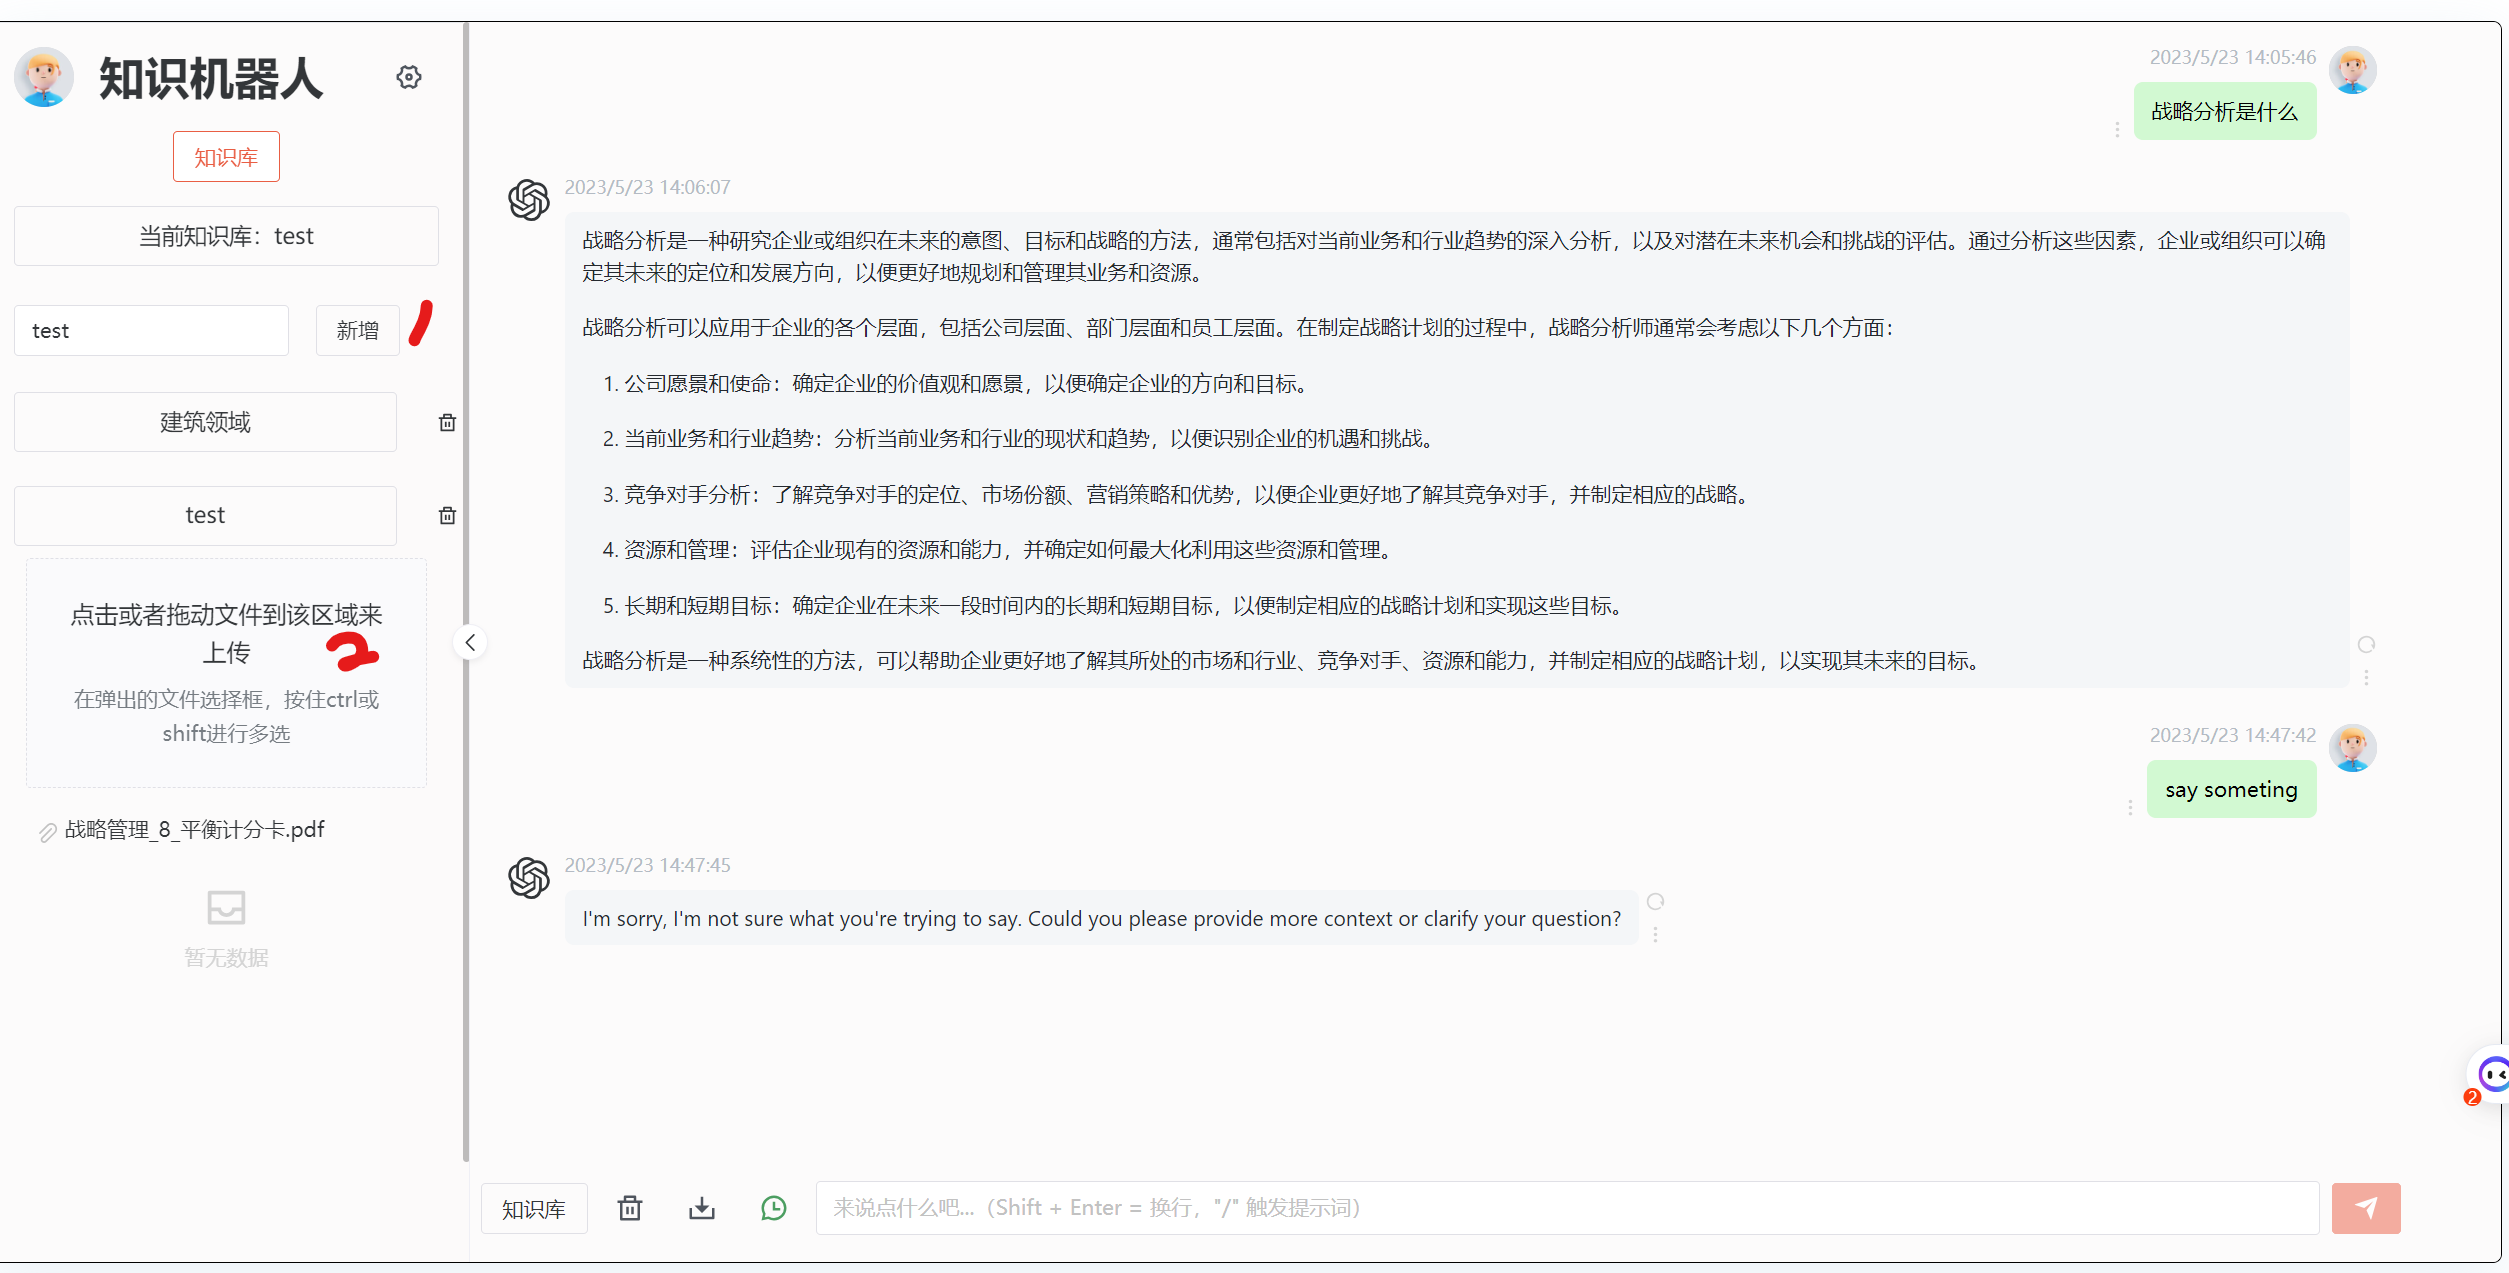 知识机器人
知识库
当前知识库：test
test
新增
1
建筑领域
test
点击或者拖动文件到该区域来
上传
2
在弹出的文件选择框，按住ctrl或
shift进行多选
战略管理_8_平衡计分卡.pdf
暂无数据
2023/5/23 14:05:46
战略分析是什么
2023/5/23 14:06:07
战略分析是一种研究企业或组织在未来的意图、目标和战略的方法，通常包括对当前业务和行业趋势的深入分析，以及对潜在未来机会和挑战的评估。通过分析这些因素，企业或组织可以确
定其未来的定位和发展方向，以便更好地规划和管理其业务和资源。
战略分析可以应用于企业的各个层面，包括公司层面、部门层面和员工层面。在制定战略计划的过程中，战略分析师通常会考虑以下几个方面：
1. 公司愿景和使命：确定企业的价值观和愿景，以便确定企业的方向和目标。
2. 当前业务和行业趋势：分析当前业务和行业的现状和趋势，以便识别企业的机遇和挑战。
3. 竞争对手分析：了解竞争对手的定位、市场份额、营销策略和优势，以便企业更好地了解其竞争对手，并制定相应的战略。
4. 资源和管理：评估企业现有的资源和能力，并确定如何最大化利用这些资源和管理。
5. 长期和短期目标：确定企业在未来一段时间内的长期和短期目标，以便制定相应的战略计划和实现这些目标。
战略分析是一种系统性的方法，可以帮助企业更好地了解其所处的市场和行业、竞争对手、资源和能力，并制定相应的战略计划，以实现其未来的目标。
2023/5/23 14:47:42
say someting
2023/5/23 14:47:45
I'm sorry, I'm not sure what you're trying to say. Could you please provide more context or clarify your question?
2
知识库
来说点什么吧...（Shift + Enter = 换行，"/" 触发提示词）